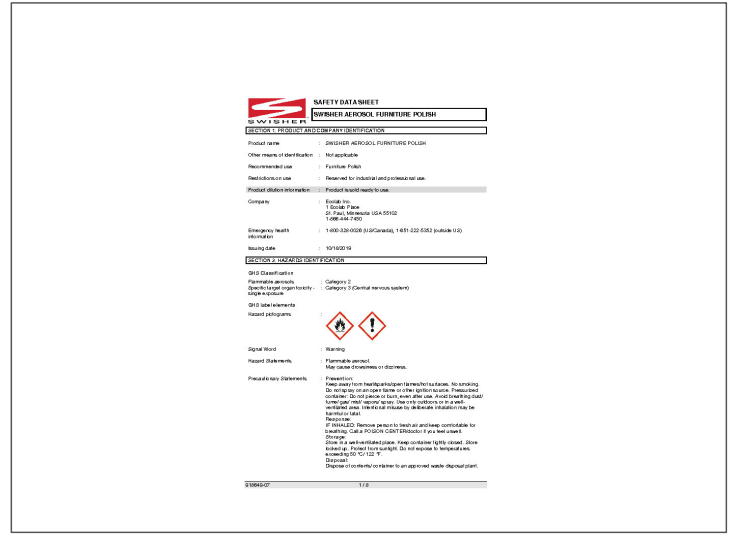 SAFETY DATA SHEET
SWISHER AEROSOL FURNITURE POLISH
SWISHER
SECTION 1. PRODUCT AND COMPANY IDENTIFICATION
Product name : SWISHER AEROSOL FURNITURE POLISH
Other means of identification : Not applicable
Recommended use : Furniture Polish
Restrictions on use : Reserved for industrial and professional use.
Product dilution information : Product is sold ready to use.
Company : Ecolab Inc.
1 Ecolab Place
St. Paul, Minnesota USA 55102
1-866-444-7450
Emergency health : 1-800-328-0026 (US/Canada), 1-651-222-5352 (outside US)
information
Issuing date : 10/18/2019
SECTION 2. HAZARDS IDENTIFICATION
GHS Classification
Flammable aerosols : Category 2
Specific target organ toxicity - : Category 3 (Central nervous system)
single exposure
GHS label elements
Hazard pictograms :
Signal Word : Warning
Hazard Statements : Flammable aerosol.
May cause drowsiness or dizziness.
Precautionary Statements : Prevention:
Keep away from heat/sparks/open flames/hot surfaces. No smoking.
Do not spray on an open flame or other ignition source. Pressurized
container: Do not pierce or burn, even after use. Avoid breathing dust/
fume/ gas/ mist/ vapors/ spray. Use only outdoors or in a well-
ventilated area. Intentional misuse by deliberate inhalation may be
harmful or fatal.
Response:
IF INHALED: Remove person to fresh air and keep comfortable for
breathing. Call a POISON CENTER/doctor if you feel unwell.
Storage:
Store in a well-ventilated place. Keep container tightly closed. Store
locked up. Protect from sunlight. Do not expose to temperatures
exceeding 50 °C/ 122 °F.
Disposal:
Dispose of contents/ container to an approved waste disposal plant.
918649-07 1 / 8